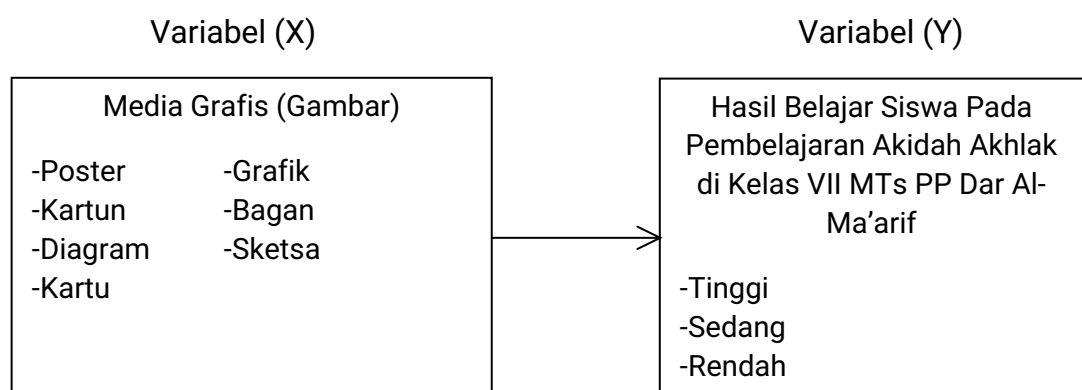 Variabel (X)
Variabel (Y)
Media Grafis (Gambar)
-Poster
-Kartun
-Diagram
-Kartu
-Grafik
-Bagan
-Sketsa
Hasil Belajar Siswa Pada
Pembelajaran Akidah Akhlak
di Kelas VII MTs PP Dar Al-
Ma’arif
-Tinggi
-Sedang
-Rendah